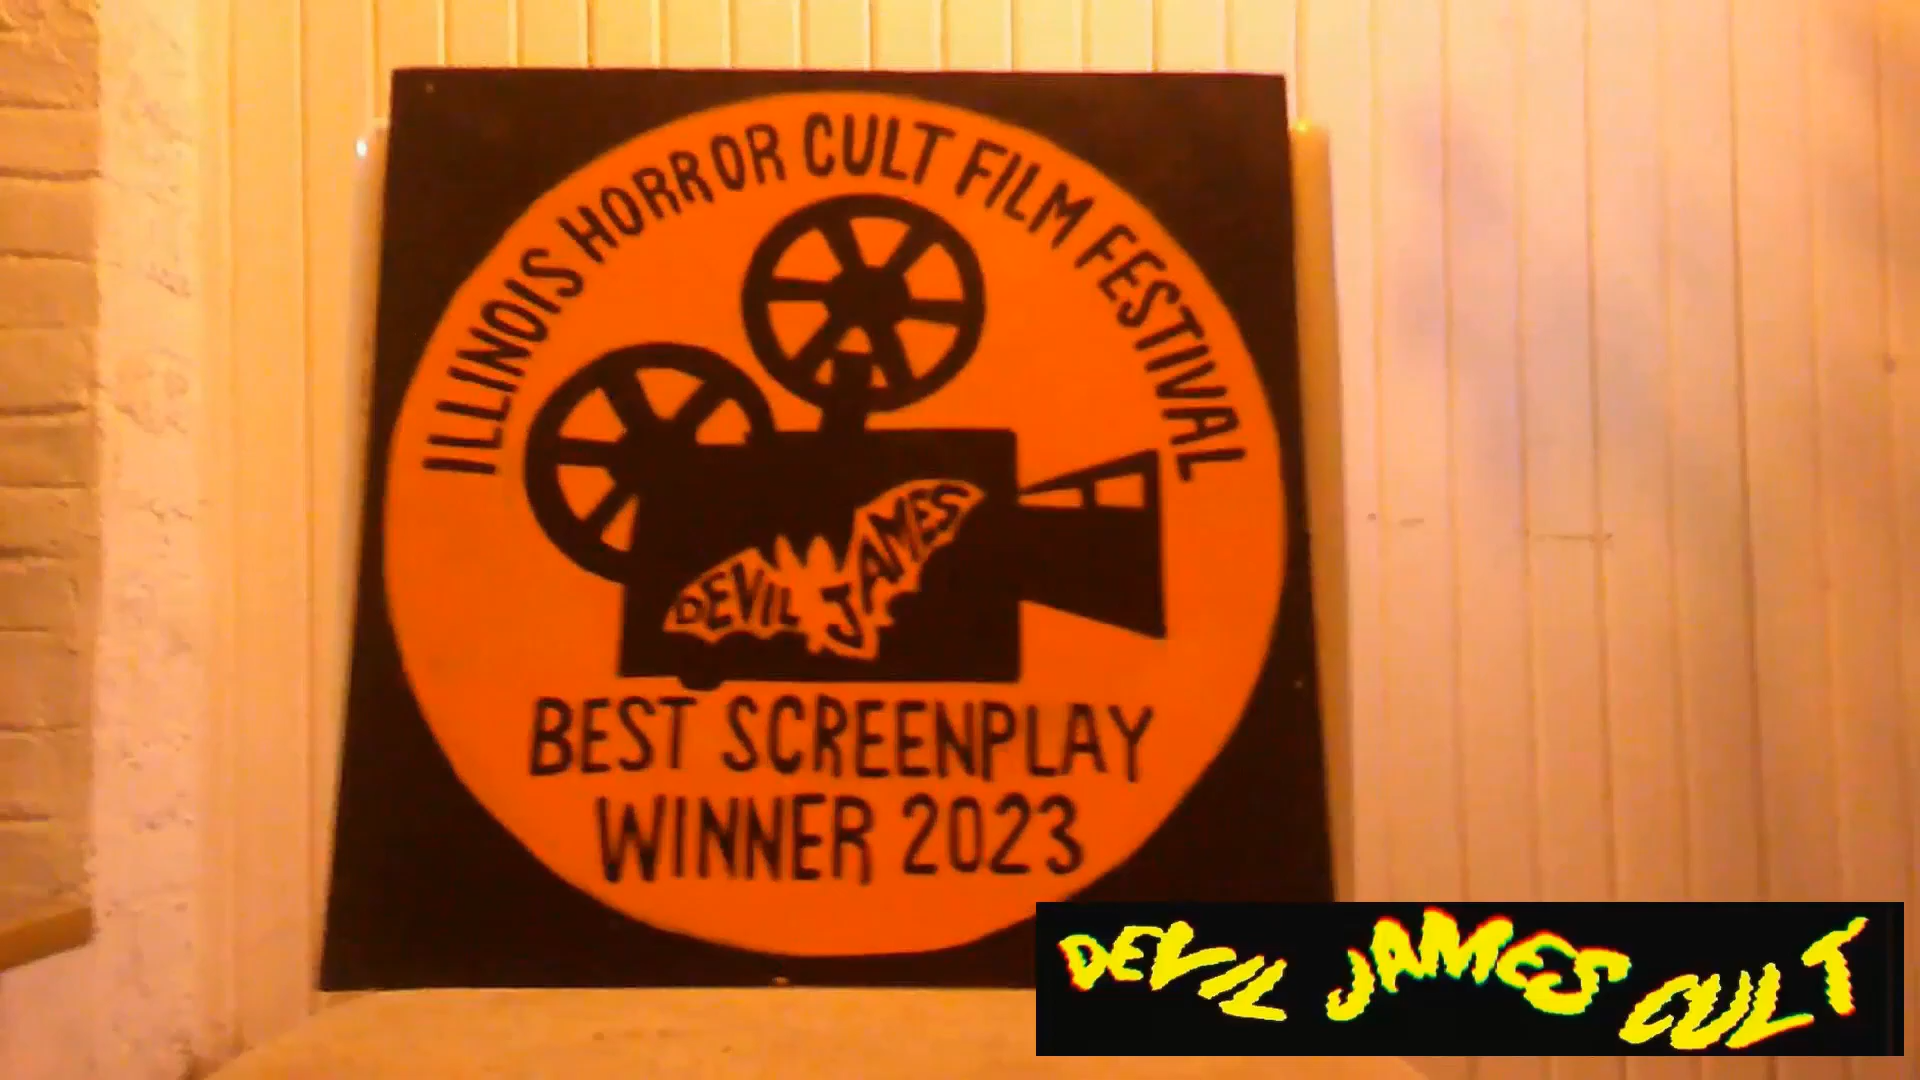 ILLINOIS HORROR CULT FILM FESTIVAL
DEVIL JAMES
BEST SCREENPLAY
WINNER 2023
DEVIL JAMES CULT